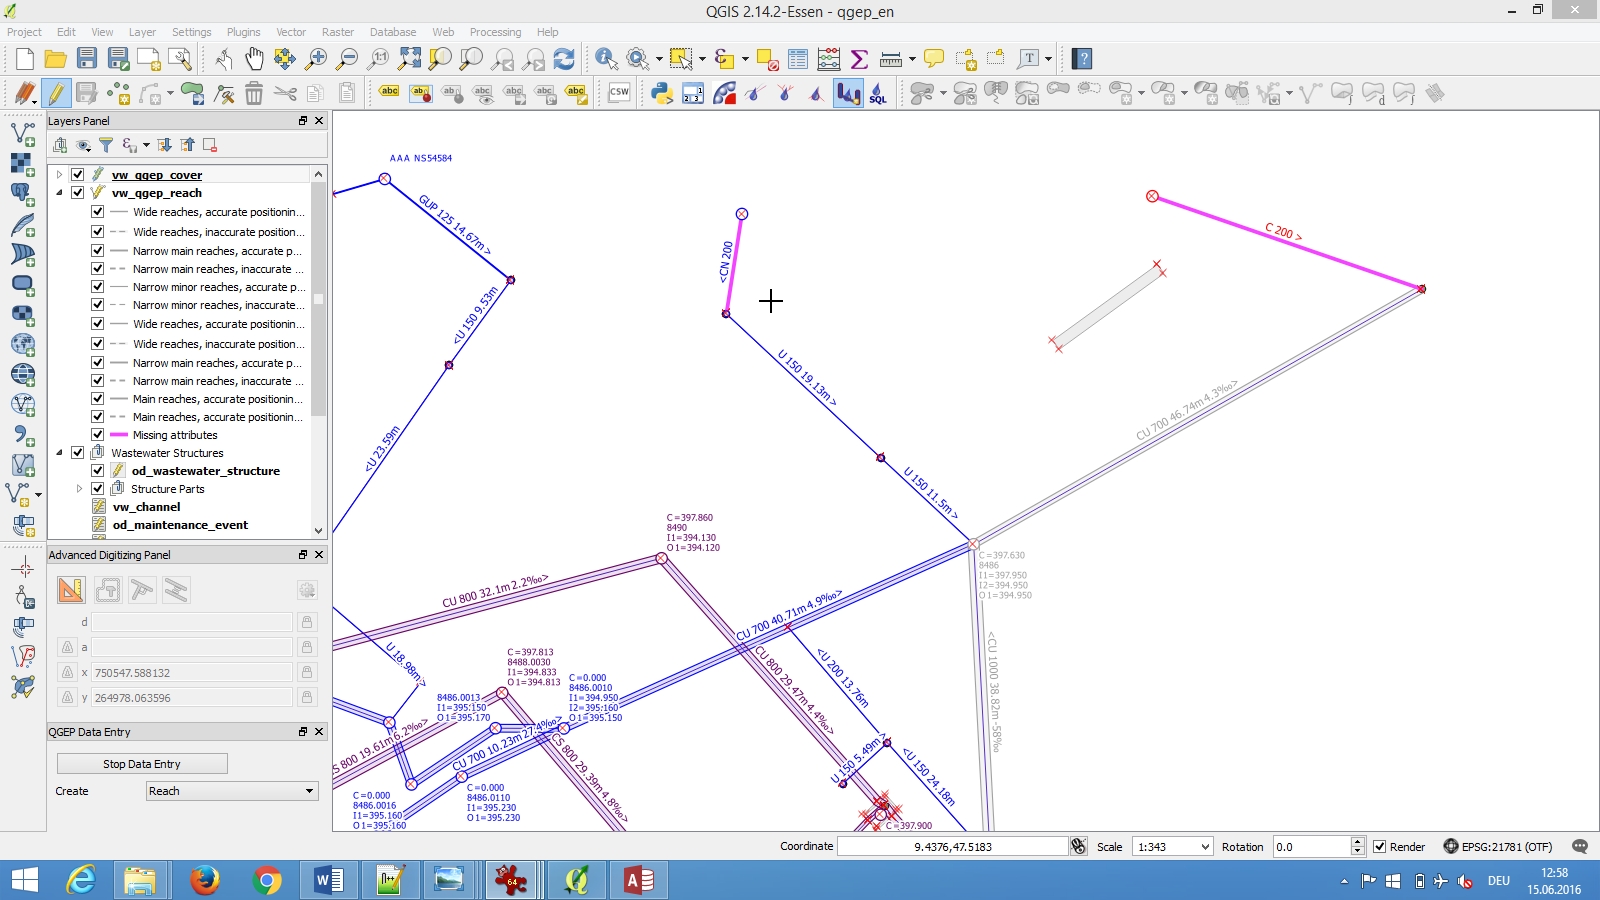 QGIS 2.14.2-Essen - qgep_en
Project Edit View Layer Settings Plugins Vector Raster Database Web Processing Help
Layers Panel
vw_qgep_cover
vw_qgep_reach
Wide reaches, accurate positionin...
Wide reaches, inaccurate position...
Narrow main reaches, accurate p...
Narrow main reaches, inaccurate ...
Narrow minor reaches, accurate p...
Narrow minor reaches, inaccurate...
Wide reaches, accurate positionin...
Wide reaches, inaccurate position...
Narrow main reaches, accurate p...
Narrow main reaches, inaccurate ...
Main reaches, accurate positionin...
Main reaches, accurate positionin...
Missing attributes
Wastewater Structures
od_wastewater_structure
Structure Parts
vw_channel
od_maintenance_event
Advanced Digitizing Panel
d
a
x 750547.588132
y 264978.063596
QGEP Data Entry
Stop Data Entry
Create Reach
AAA NS54584
GUP 125 14.67m>
<U 150 9.53m
<U 23.59m
<CN 200
C 200 >
U 150 19.13m>
U 150 11.5m>
CU 700 46.74m 4.3‰>
C=397.860
8490
I1=394.130
O1=394.120
C=397.630
8486
I1=397.950
I2=394.950
O1=394.950
CU 800 32.1m 2.2‰>
CU 700 40.71m 4.9‰>
CU 800 29.47m 4.4‰>
<U 200 13.76m
<CU 1000 38.82m -58‰
U 18.98m>
C=397.813
8488.0030
I1=394.833
O1=394.813
C=0.000
8486.0010
I1=394.950
I2=395.160
O1=395.150
8486.0013
I1=395.150
O1=395.170
S 800 19.61m 6.2‰>
CU 700 10.23m 27.4‰>
CS 800 29.39m 4.8‰>
U 150 5.49m>
<U 150 24.18m
C=0.000
8486.0016
I1=395.160
O1=395.160
C=0.000
8486.0110
I1=395.230
O1=395.230
C=397.900
Coordinate 9.4376,47.5183 Scale 1:343 Rotation 0.0 Render EPSG:21781 (OTF)
DEU
12:58
15.06.2016
abc abc abc abc abc abc abc
CSW
SQL
1:1
T
64